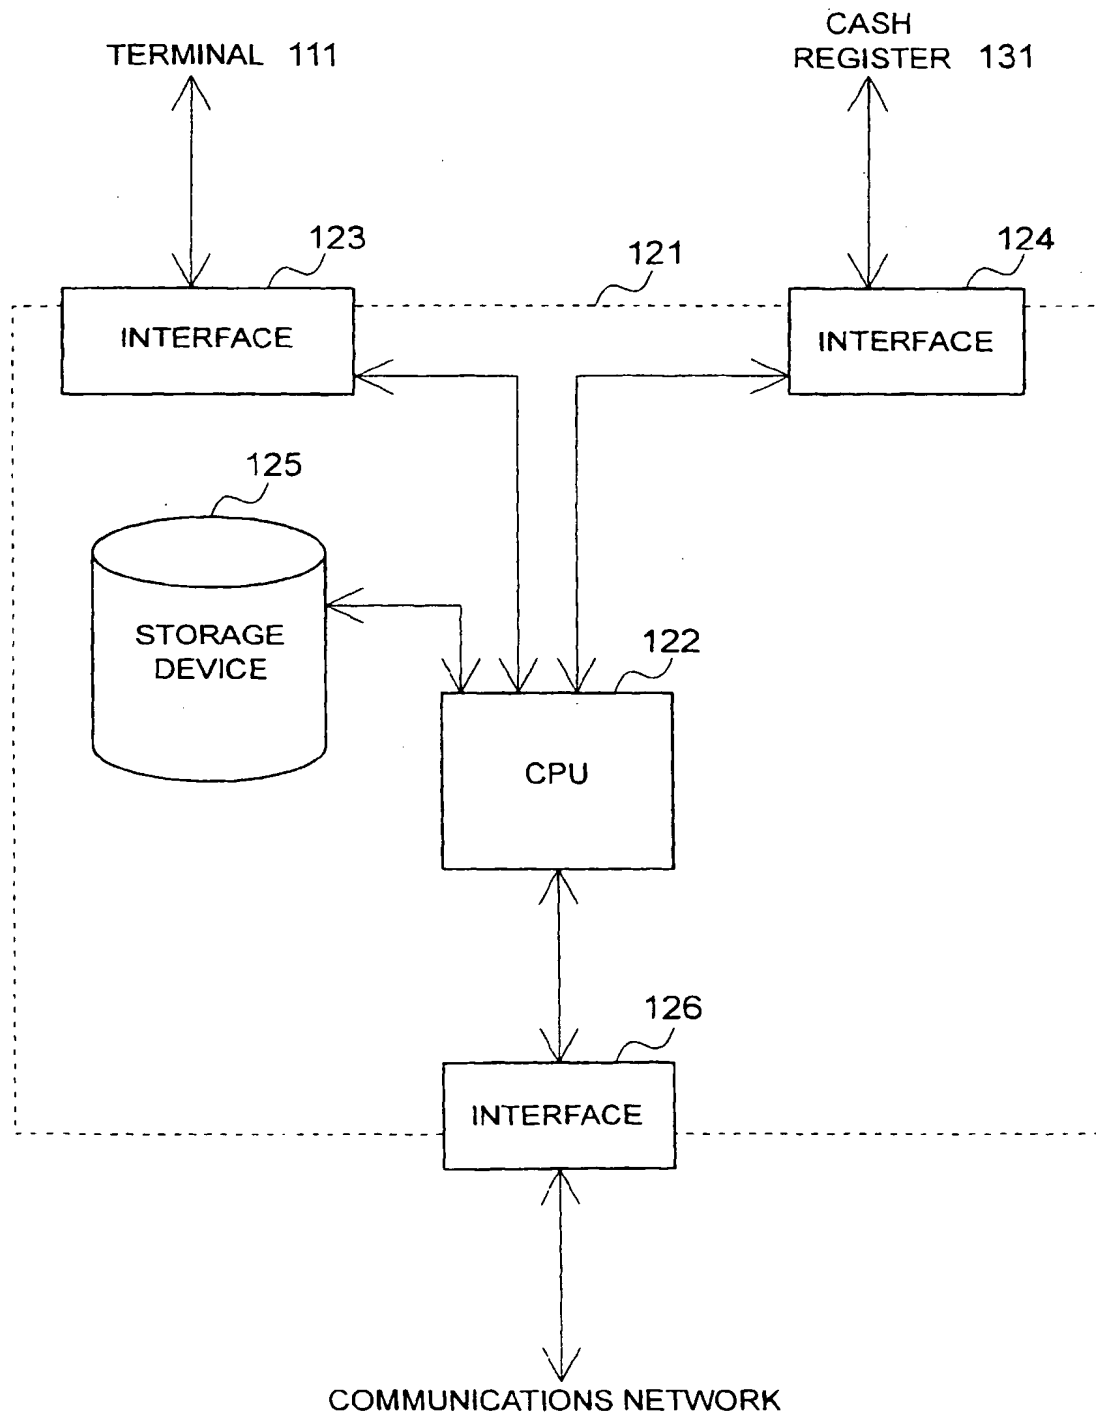 CASH
TERMINAL 111
REGISTER 131
123
121
124
INTERFACE
INTERFACE
125
STORAGE
DEVICE
122
CPU
126
INTERFACE
COMMUNICATIONS NETWORK